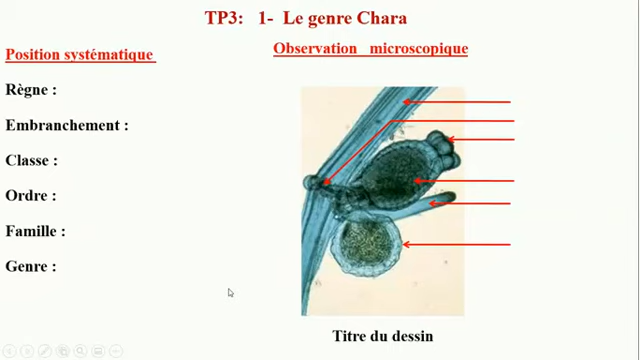 TP3: 1- Le genre Chara
Position systématique
Observation microscopique
Règne :
Embranchement :
Classe :
Ordre :
Famille :
Genre :
Titre du dessin